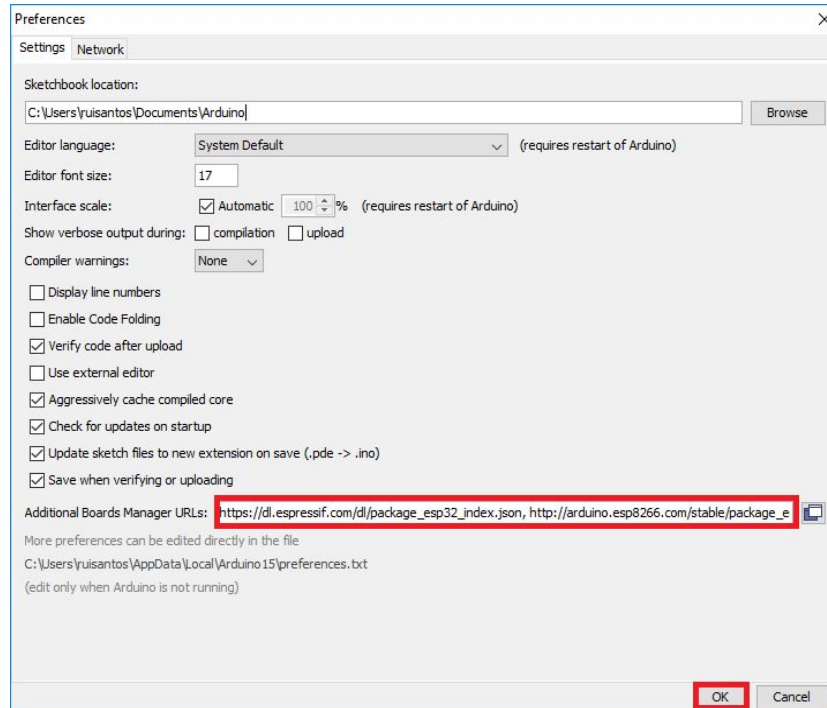 Preferences
Settings Network
Sketchbook location:
C:\Users\ruisantos\Documents\Arduino Browse
Editor language: System Default (requires restart of Arduino)
Editor font size: 17
Interface scale: Automatic 100 % (requires restart of Arduino)
Show verbose output during: compilation upload
Compiler warnings: None
Display line numbers
Enable Code Folding
Verify code after upload
Use external editor
Aggressively cache compiled core
Check for updates on startup
Update sketch files to new extension on save (.pde -> .ino)
Save when verifying or uploading
Additional Boards Manager URLs: https://dl.espressif.com/dl/package_esp32_index.json, http://arduino.esp8266.com/stable/package_e
More preferences can be edited directly in the file
C:\Users\ruisantos\AppData\Local\Arduino15\preferences.txt
(edit only when Arduino is not running)
OK Cancel